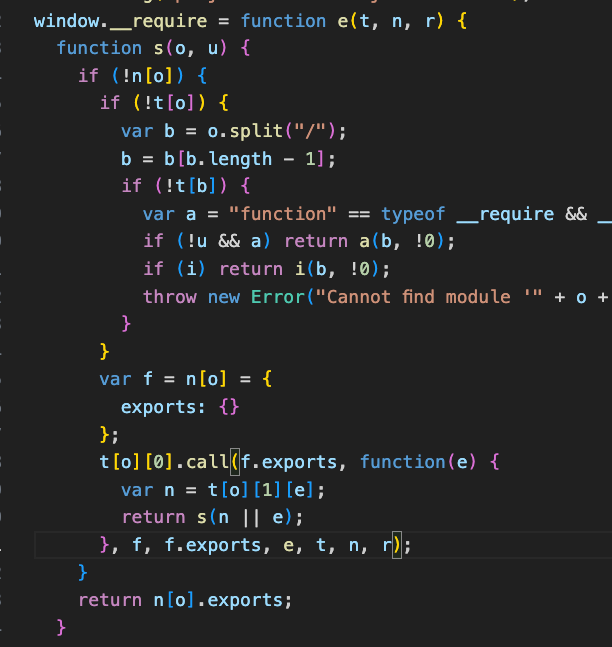 window.__require = function e(t, n, r) {
function s(o, u) {
if (!n[o]) {
if (!t[o]) {
var b = o.split("/");
b = b[b.length - 1];
if (!t[b]) {
var a = "function" == typeof __require && __
if (!u && a) return a(b, !0);
if (i) return i(b, !0);
throw new Error("Cannot find module '" + o +
}
}
var f = n[o] = {
exports: {}
};
t[o][0].call(f.exports, function(e) {
var n = t[o][1][e];
return s(n || e);
}, f, f.exports, e, t, n, r);
}
return n[o].exports;
}